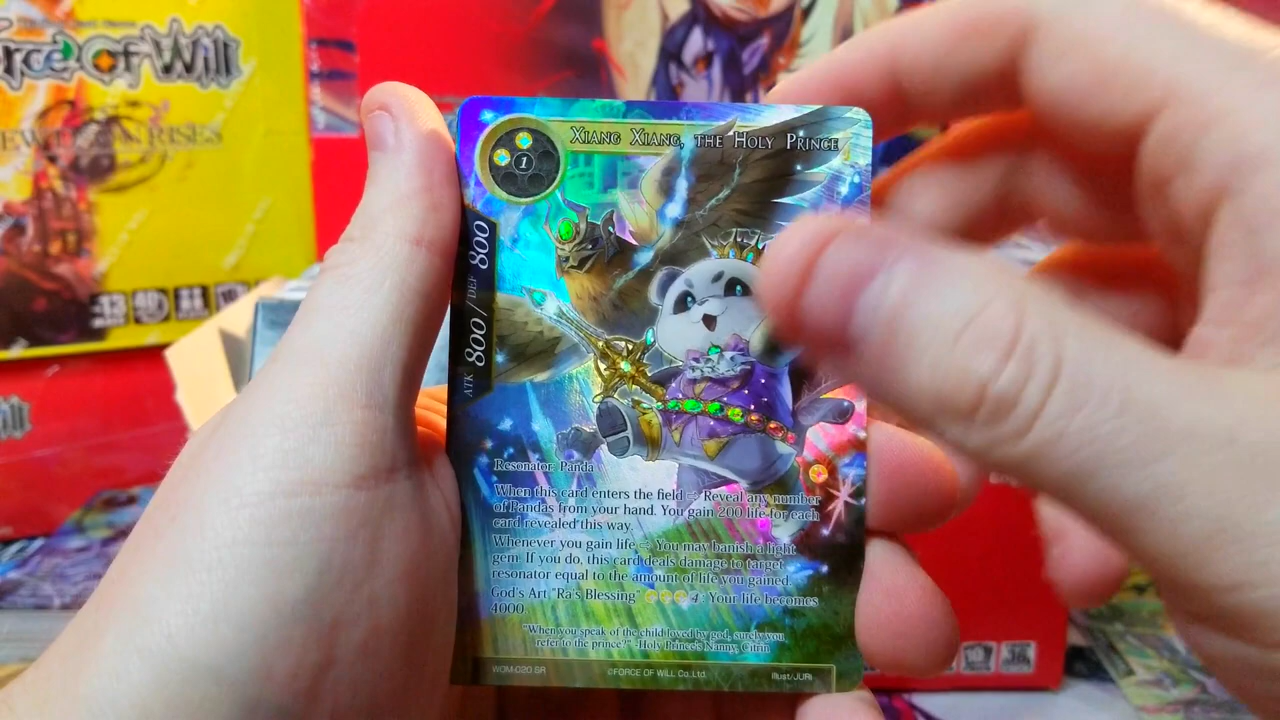 Force of Will
RISES
1
XIANG XIANG, THE HOLY PRINCE
ATK 800 / DEF 800
Resonator: Panda
When this card enters the field ⇒ Reveal any number
of Pandas from your hand. You gain 200 life for each
card revealed this way.
Whenever you gain life ⇒ You may banish a light
gem. If you do, this card deals damage to target
resonator equal to the amount of life you gained.
God's Art "Ra's Blessing" 4: Your life becomes
4000.
"When you speak of the child loved by god, surely you
refer to the prince?" -Holy Prince's Nanny, Citrin
WOM-020 SR
©FORCE OF WILL Co.,Ltd.
Illust/JURI